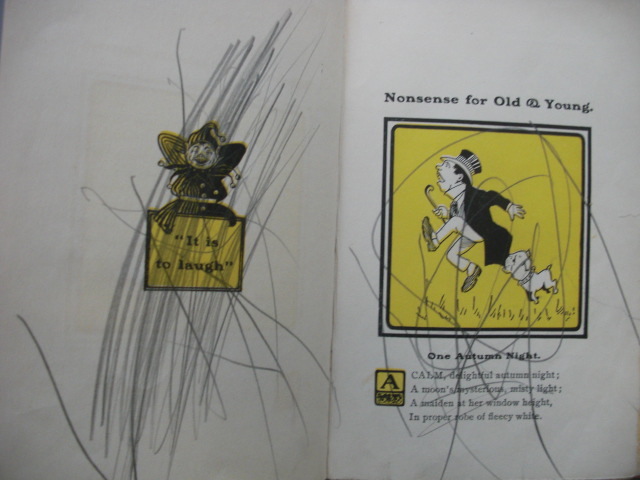 "It is
to laugh"
Nonsense for Old & Young.
One Autumn Night.
A CALM, delightful autumn night;
A moon's mysterious, misty light;
A maiden at her window height,
In proper robe of fleecy white.